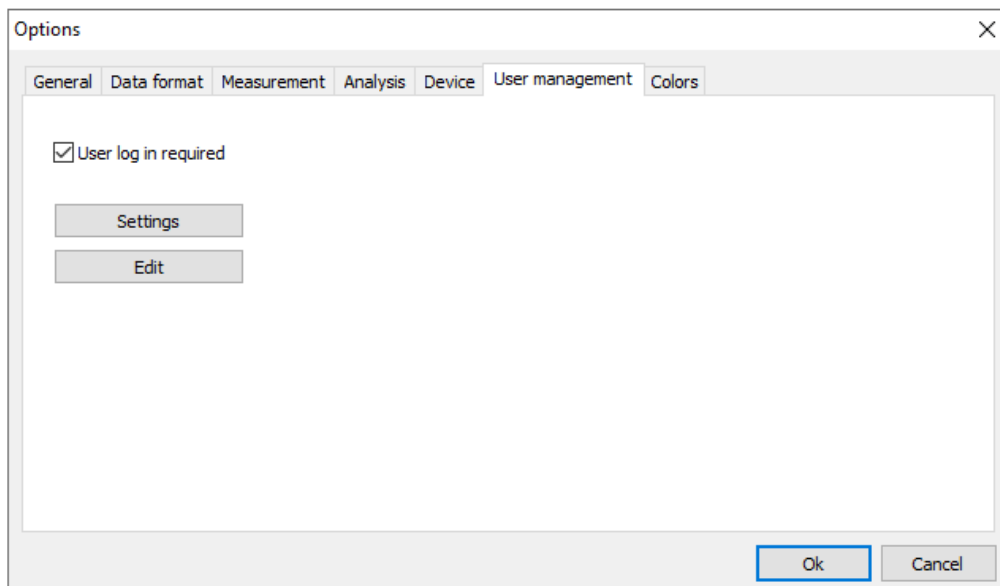 Options
General Data format Measurement Analysis Device User management Colors
User log in required
Settings
Edit
Ok Cancel